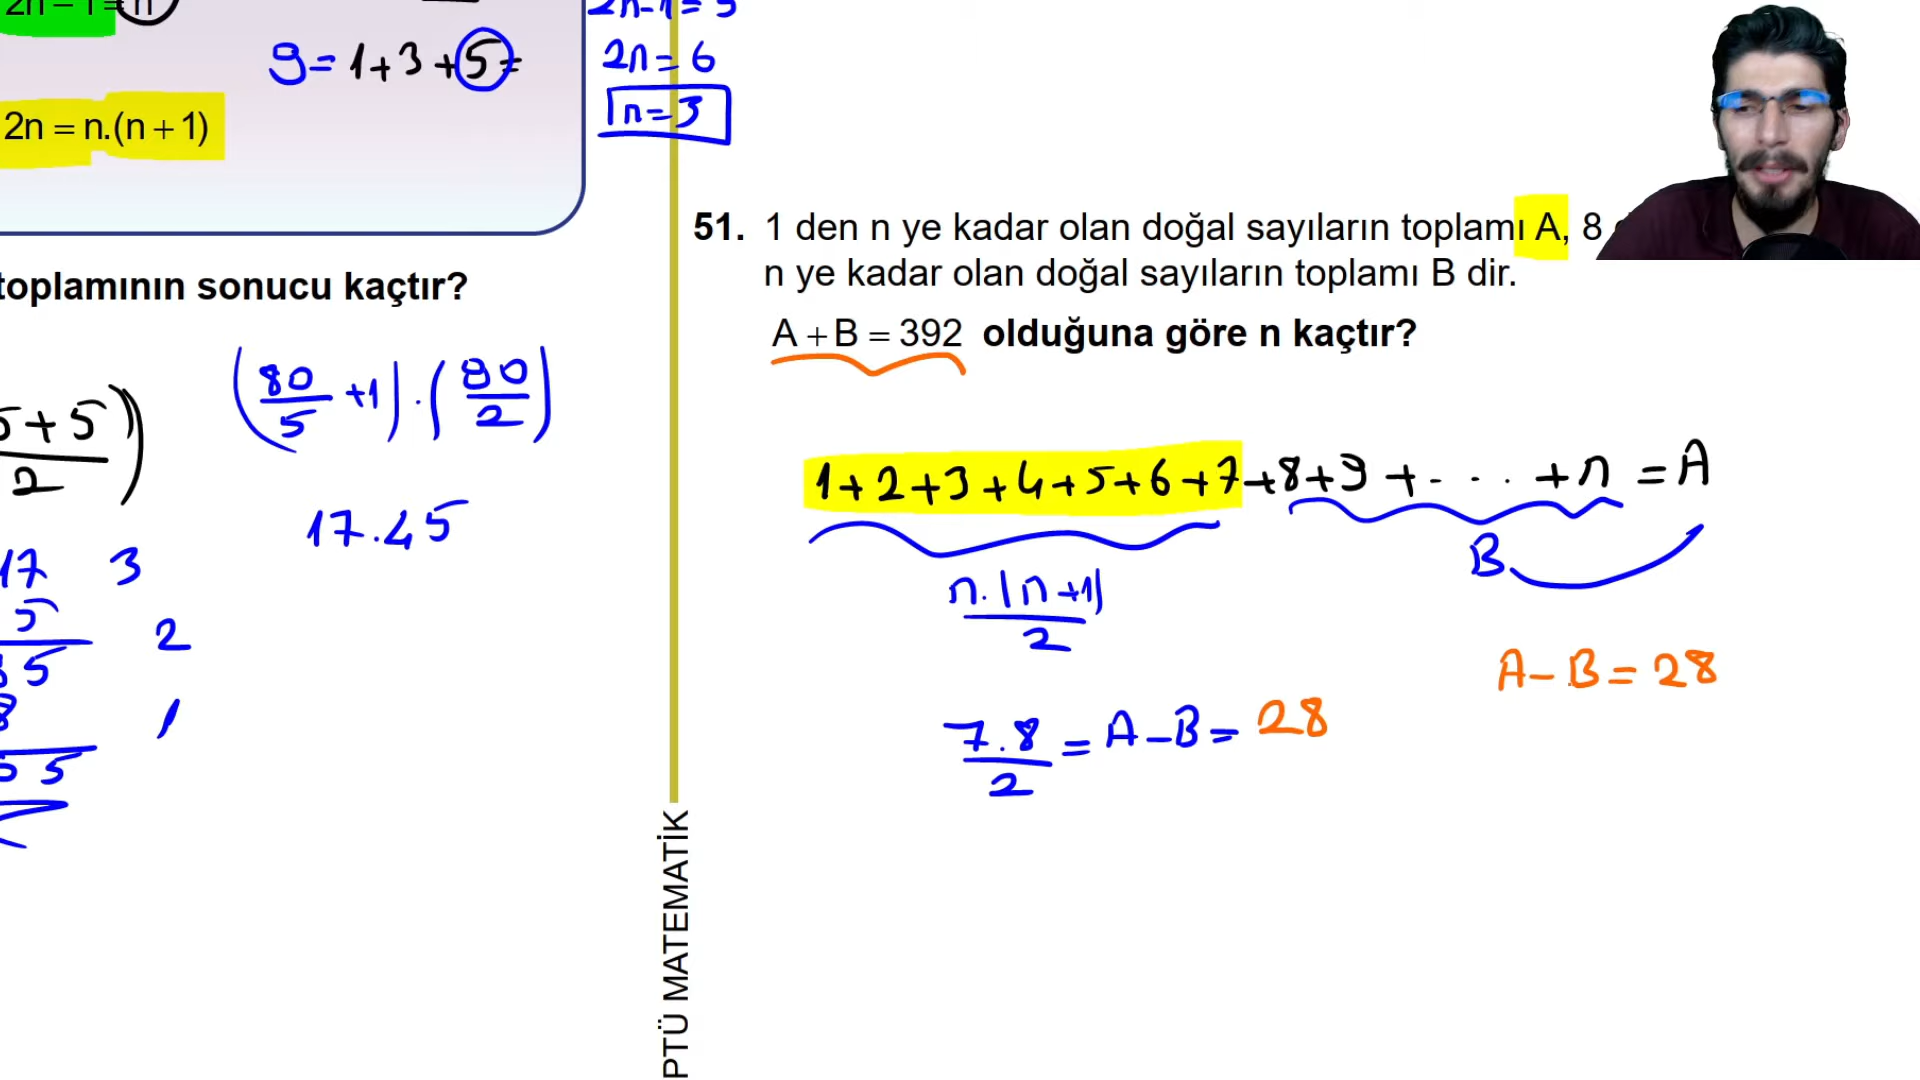 9 = 1+3+5 =
2n = n.(n + 1)
toplamının sonucu kaçtır?
(80/5 +1) . (80/2)
17.45
17 3
5
2
1
2n-1 = 5
2n = 6
n = 3
51. 1 den n ye kadar olan doğal sayıların toplamı A, 8
n ye kadar olan doğal sayıların toplamı B dir.
A + B = 392 olduğuna göre n kaçtır?
1+2+3+4+5+6+7+8+9+...+n = A
B
n.(n+1)/2
A-B = 28
7.8/2 = A-B = 28
PTÜ MATEMATİK